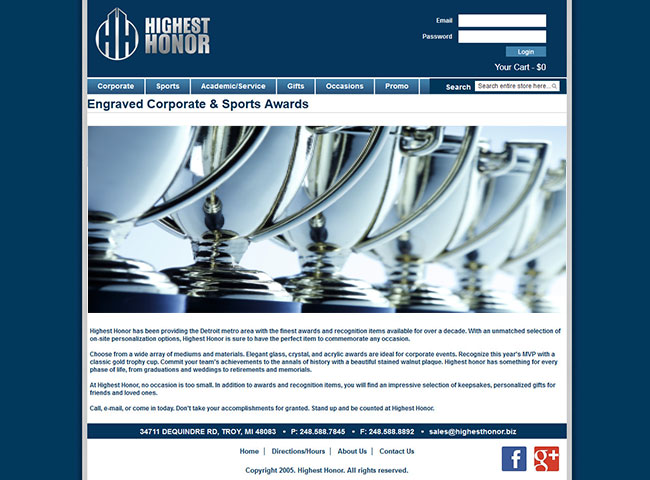 HIGHEST
HONOR
Email
Password
Login
Your Cart - $0
Corporate Sports Academic/Service Gifts Occasions Promo Search Search entire store here...
Engraved Corporate & Sports Awards
Highest Honor has been providing the Detroit metro area with the finest awards and recognition items available for over a decade. With an unmatched selection of
on-site personalization options, Highest Honor is sure to have the perfect item to commemorate any occasion.
Choose from a wide array of mediums and materials. Elegant glass, crystal, and acrylic awards are ideal for corporate events. Recognize this year's MVP with a
classic gold trophy cup. Commit your team's achievements to the annals of history with a beautiful stained walnut plaque. Highest honor has something for every
phase of life, from graduations and weddings to retirements and memorials.
At Highest Honor, no occasion is too small. In addition to awards and recognition items, you will find an impressive selection of keepsakes, personalized gifts for
friends and loved ones.
Call, e-mail, or come in today. Don't take your accomplishments for granted. Stand up and be counted at Highest Honor.
34711 DEQUINDRE RD, TROY, MI 48083 • P: 248.588.7845 • F: 248.588.8892 • sales@highesthonor.biz
Home | Directions/Hours | About Us | Contact Us
f g+
Copyright 2005. Highest Honor. All rights reserved.